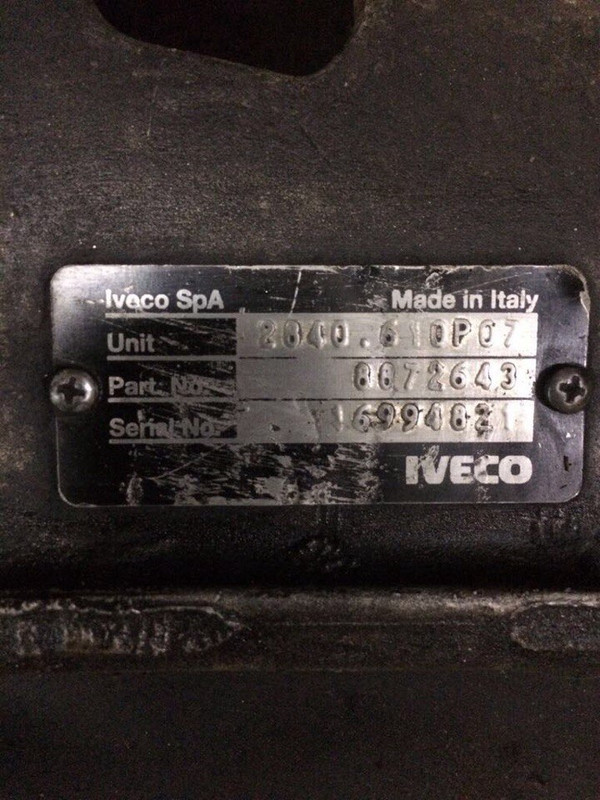 Iveco SpA Made in Italy
Unit 2840.610P07
Part. No. 8872643
Serial No. 16994821
IVECO